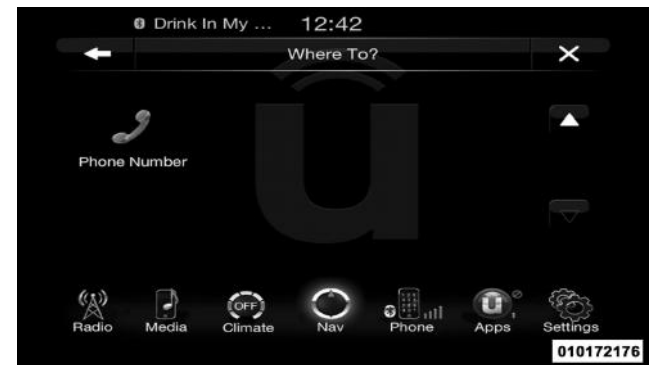 Drink In My ... 12:42
Where To?
Phone Number
OFF
Radio Media Climate Nav Phone Apps Settings
010172176